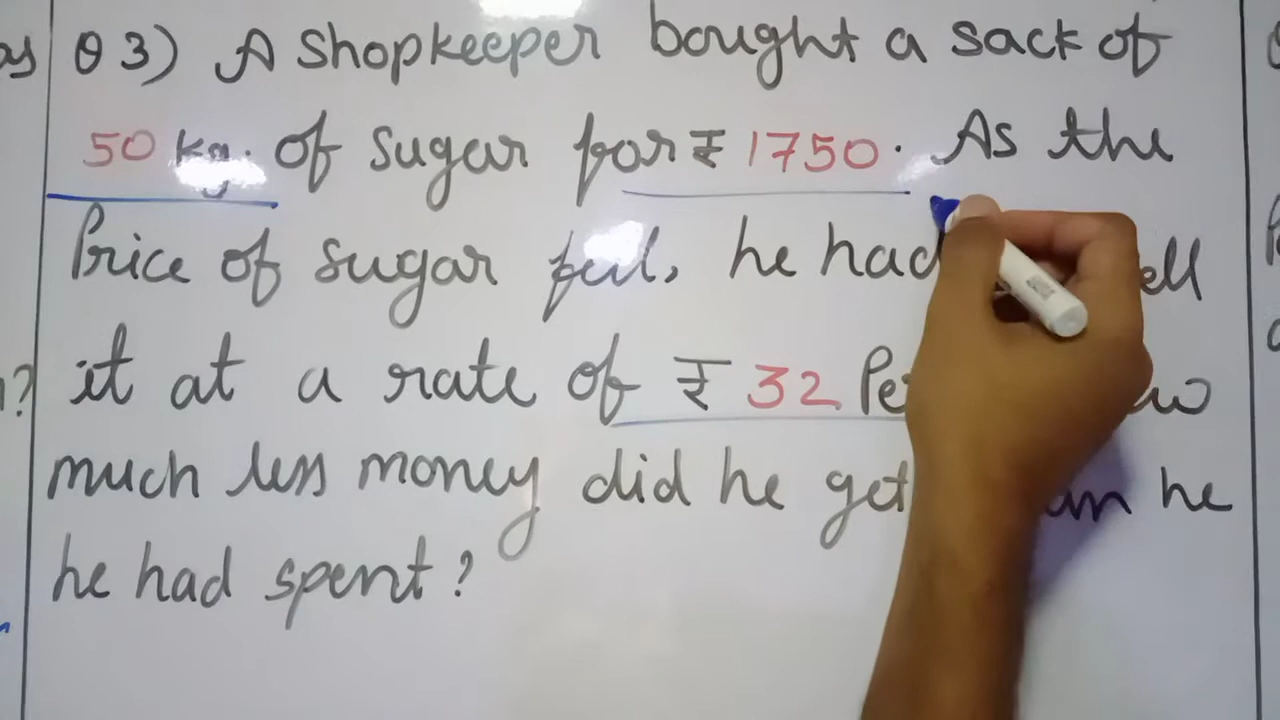 Q 3) A Shopkeeper bought a sack of
50 kg. of sugar for ₹ 1750. As the
Price of sugar fell, he had
it at a rate of ₹ 32
much less money did he get he
he had spent?